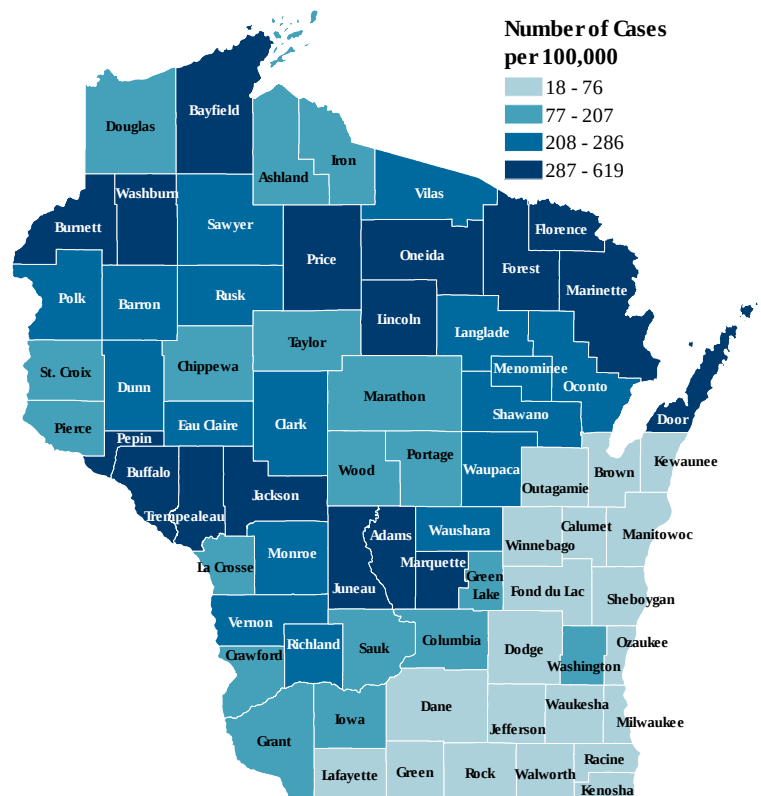 Number of Cases
per 100,000
18 - 76
77 - 207
208 - 286
287 - 619
Bayfield
Douglas
Iron
Ashland
Washburn
Vilas
Burnett
Sawyer
Florence
Price
Oneida
Forest
Marinette
Polk
Barron
Rusk
Lincoln
Langlade
Taylor
Chippewa
St. Croix
Menominee
Dunn
Oconto
Marathon
Shawano
Door
Pierce
Eau Claire
Clark
Pepin
Portage
Kewaunee
Buffalo
Wood
Waupaca
Brown
Outagamie
Jackson
Trempealeau
Adams
Waushara
Calumet
Manitowoc
Winnebago
Monroe
La Crosse
Marquette
Green
Lake
Juneau
Fond du Lac
Sheboygan
Vernon
Richland
Columbia
Sauk
Dodge
Ozaukee
Crawford
Washington
Dane
Waukesha
Iowa
Milwaukee
Jefferson
Grant
Racine
Lafayette
Green
Rock
Walworth
Kenosha